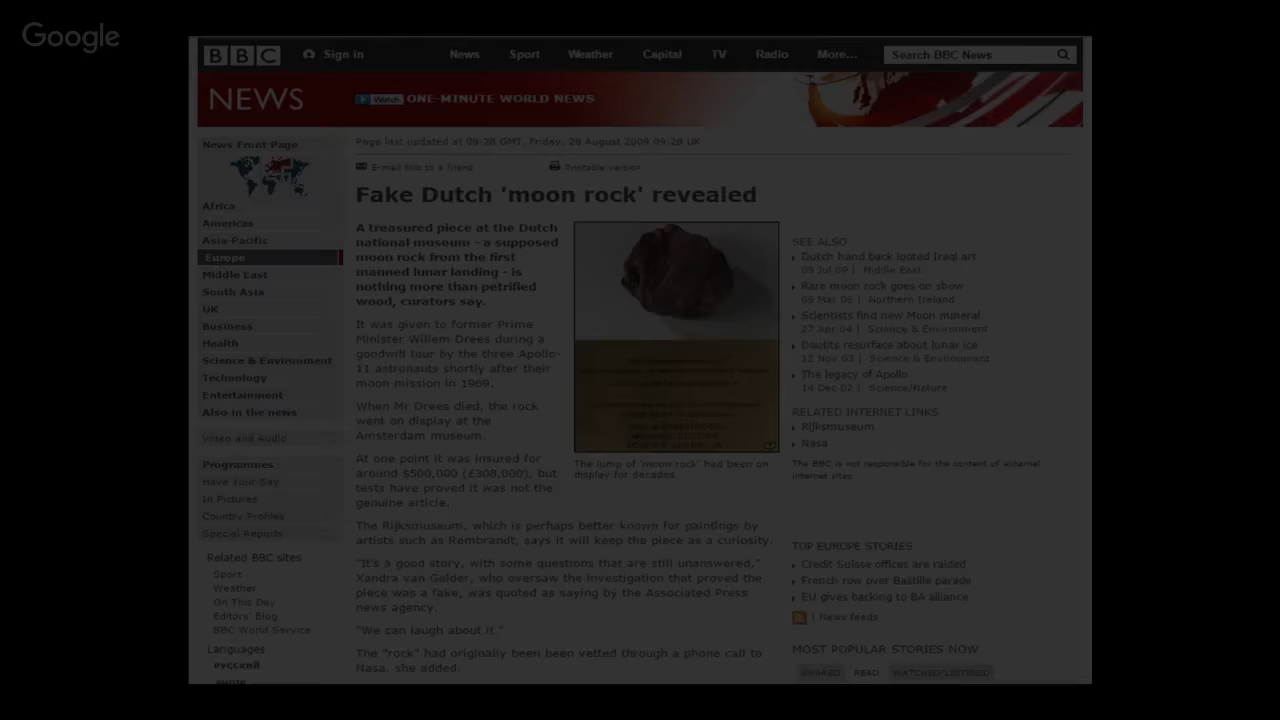 Google
BBC Sign in News Sport Weather Capital TV Radio More... Search BBC News
NEWS Watch ONE-MINUTE WORLD NEWS
News Front Page
Africa
Americas
Asia-Pacific
Europe
Middle East
South Asia
UK
Business
Health
Science & Environment
Technology
Entertainment
Also in the news
Video and Audio
Programmes
Have Your Say
In Pictures
Country Profiles
Special Reports
Related BBC sites
Sport
Weather
On This Day
Editors' Blog
BBC World Service
Languages
РУССКИЙ
Page last updated at 08:28 GMT, Friday, 28 August 2009 09:28 UK
E-mail this to a friend Printable version
Fake Dutch 'moon rock' revealed
A treasured piece at the Dutch
national museum - a supposed
moon rock from the first
manned lunar landing - is
nothing more than petrified
wood, curators say.
It was given to former Prime
Minister Willem Drees during a
goodwill tour by the three Apollo-
11 astronauts shortly after their
moon mission in 1969.
When Mr Drees died, the rock
went on display at the
Amsterdam museum.
At one point it was insured for
around $500,000 (£308,000), but
tests have proved it was not the
genuine article.
The lump of 'moon rock' had been on
display for decades
The Rijksmuseum, which is perhaps better known for paintings by
artists such as Rembrandt, says it will keep the piece as a curiosity.
"It's a good story, with some questions that are still unanswered,"
Xandra van Gelder, who oversaw the investigation that proved the
piece was a fake, was quoted as saying by the Associated Press
news agency.
"We can laugh about it."
The "rock" had originally been been vetted through a phone call to
Nasa, she added.
SEE ALSO
Dutch hand back looted Iraqi art
09 Jul 09 | Middle East
Rare moon rock goes on show
09 Mar 06 | Northern Ireland
Scientists find new Moon mineral
27 Apr 04 | Science & Environment
Doubts resurface about lunar ice
12 Nov 03 | Science & Environment
The legacy of Apollo
14 Dec 02 | Science/Nature
RELATED INTERNET LINKS
Rijksmuseum
Nasa
The BBC is not responsible for the content of external
internet sites
TOP EUROPE STORIES
Credit Suisse offices are raided
French row over Bastille parade
EU gives backing to BA alliance
| News feeds
MOST POPULAR STORIES NOW
SHARED READ WATCHED/LISTENED